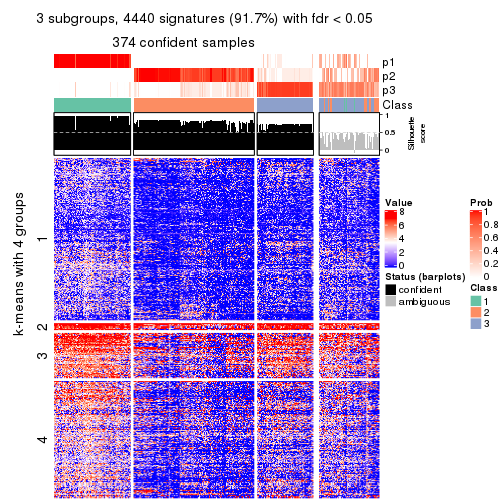 3 subgroups, 4440 signatures (91.7%) with fdr < 0.05
374 confident samples
p1
p2
p3
Class
1
0.5
0
Silhouette
score
k-means with 4 groups
1
2
3
4
Value
8
6
4
2
0
Status (barplots)
confident
ambiguous
Prob
1
0.8
0.6
0.4
0.2
0
Class
1
2
3